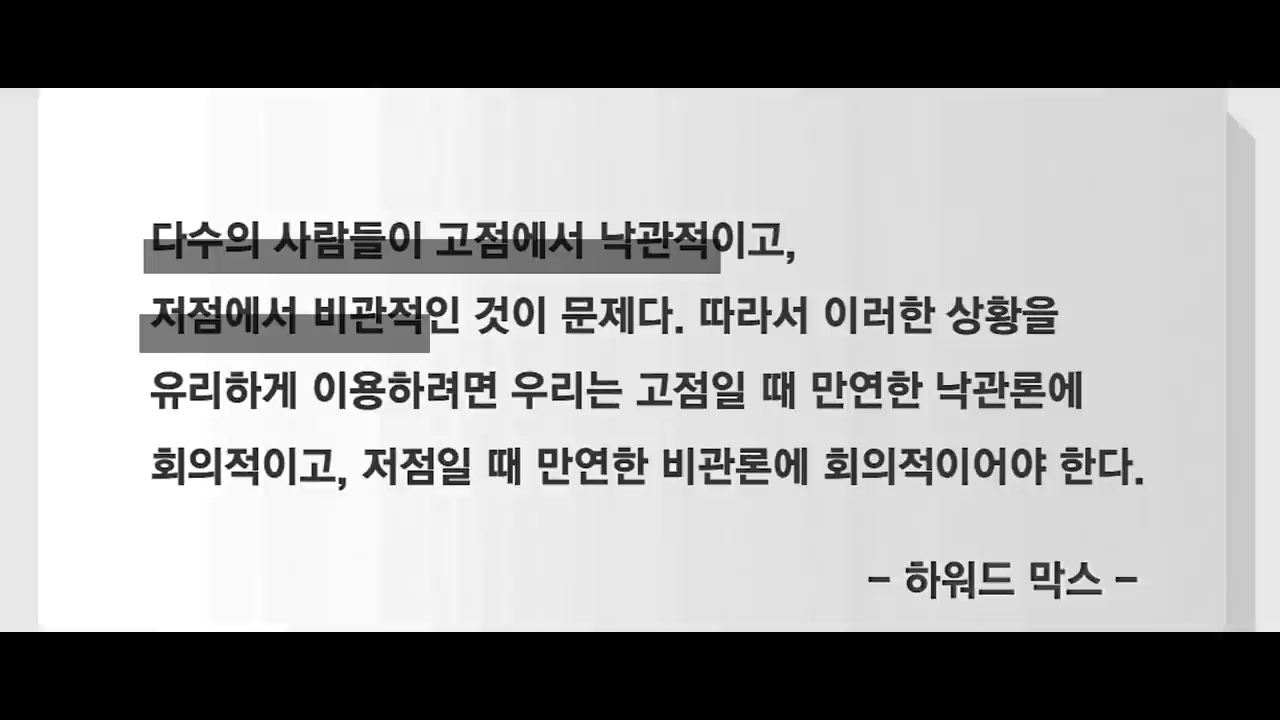 다수의 사람들이 고점에서 낙관적이고,
저점에서 비관적인 것이 문제다. 따라서 이러한 상황을
유리하게 이용하려면 우리는 고점일 때 만연한 낙관론에
회의적이고, 저점일 때 만연한 비관론에 회의적이어야 한다.
- 하워드 막스 -